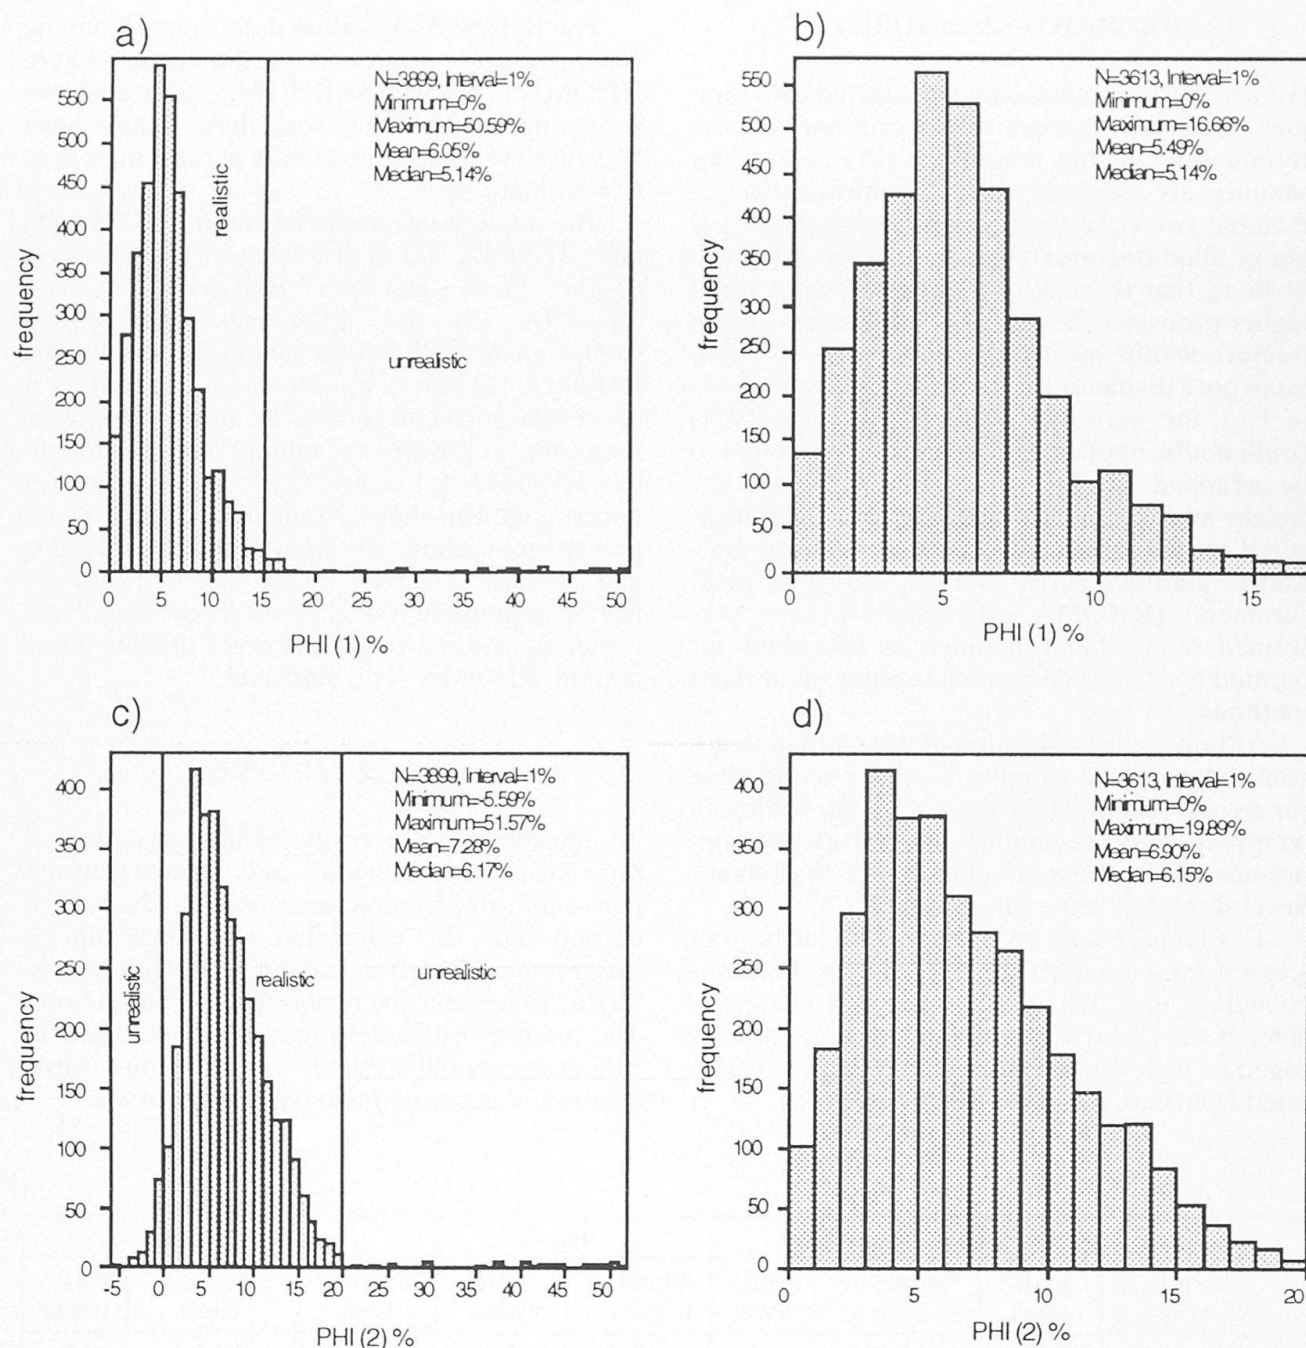 a)
N=3899, Interval=1%
Minimum=0%
Maximum=50.59%
Mean=6.05%
Median=5.14%
realistic
unrealistic
frequency
550
500
450
400
350
300
250
200
150
100
50
0
0 5 10 15 20 25 30 35 40 45 50
PHI (1) %
b)
N=3613, Interval=1%
Minimum=0%
Maximum=16.66%
Mean=5.49%
Median=5.14%
frequency
550
500
450
400
350
300
250
200
150
100
50
0
0 5 10 15
PHI (1) %
c)
N=3899, Interval=1%
Minimum=-5.59%
Maximum=51.57%
Mean=7.28%
Median=6.17%
unrealistic
realistic
unrealistic
frequency
400
350
300
250
200
150
100
50
0
-5 0 5 10 15 20 25 30 35 40 45 50
PHI (2) %
d)
N=3613, Interval=1%
Minimum=0%
Maximum=19.89%
Mean=6.90%
Median=6.15%
frequency
400
350
300
250
200
150
100
50
0
0 5 10 15 20
PHI (2) %